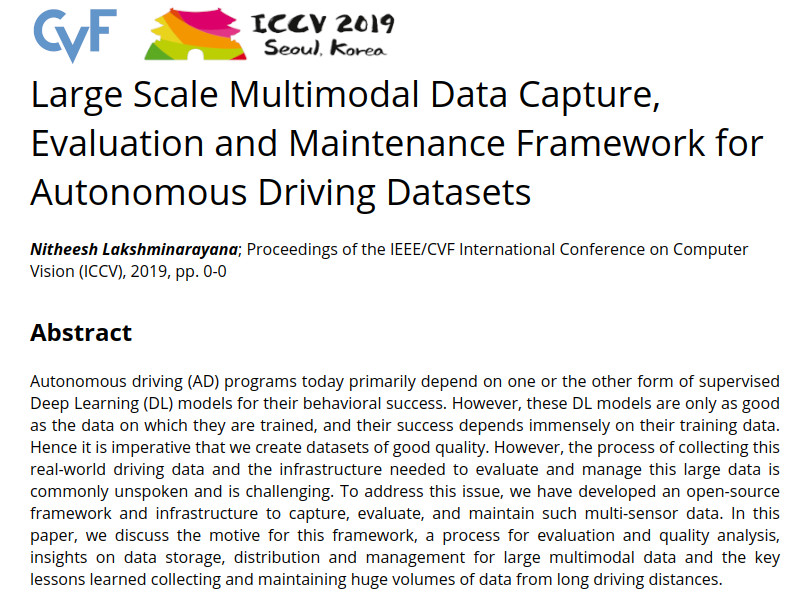 CVF
ICCV 2019
Seoul, Korea
Large Scale Multimodal Data Capture,
Evaluation and Maintenance Framework for
Autonomous Driving Datasets
Nitheesh Lakshminarayana; Proceedings of the IEEE/CVF International Conference on Computer
Vision (ICCV), 2019, pp. 0-0
Abstract
Autonomous driving (AD) programs today primarily depend on one or the other form of supervised
Deep Learning (DL) models for their behavioral success. However, these DL models are only as good
as the data on which they are trained, and their success depends immensely on their training data.
Hence it is imperative that we create datasets of good quality. However, the process of collecting this
real-world driving data and the infrastructure needed to evaluate and manage this large data is
commonly unspoken and is challenging. To address this issue, we have developed an open-source
framework and infrastructure to capture, evaluate, and maintain such multi-sensor data. In this
paper, we discuss the motive for this framework, a process for evaluation and quality analysis,
insights on data storage, distribution and management for large multimodal data and the key
lessons learned collecting and maintaining huge volumes of data from long driving distances.